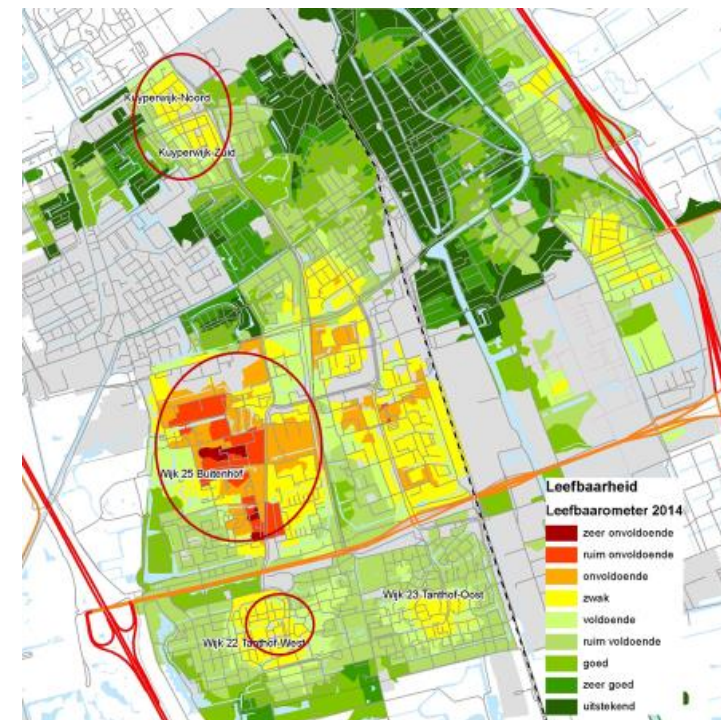 Kuyperwijk-Noord
Kuyperwijk-Zuid
Wijk 25 Buitenhof
Wijk 23 Tanthof-Oost
Wijk 22 Tanthof-West
Leefbaarheid
Leefbaarometer 2014
zeer onvoldoende
ruim onvoldoende
onvoldoende
zwak
voldoende
ruim voldoende
goed
zeer goed
uitstekend